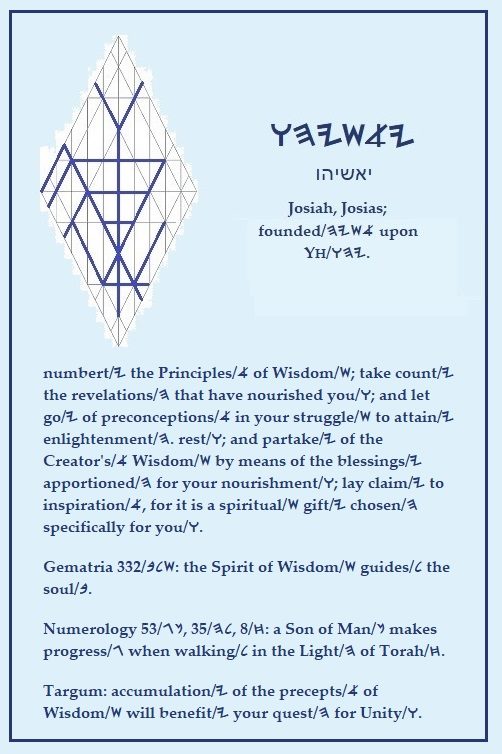 𐤉𐤀𐤔𐤉𐤄𐤅
יאשיהו
Josiah, Josias;
founded/𐤀𐤔𐤉𐤄 upon
YH/𐤉𐤄𐤅.
numbert/𐤉 the Principles/𐤀 of Wisdom/𐤔; take count/𐤉
the revelations/𐤄 that have nourished you/𐤅; and let
go/𐤉 of preconceptions/𐤀 in your struggle/𐤔 to attain/𐤉
enlightenment/𐤄. rest/𐤅; and partake/𐤉 of the
Creator's/𐤀 Wisdom/𐤔 by means of the blessings/𐤉
apportioned/𐤄 for your nourishment/𐤅; lay claim/𐤉 to
inspiration/𐤀, for it is a spiritual/𐤔 gift/𐤉 chosen/𐤄
specifically for you/𐤅.
Gematria 332/𐤔𐤋𐤁: the Spirit of Wisdom/𐤔 guides/𐤋 the
soul/𐤁.
Numerology 53/𐤍𐤂, 35/𐤋𐤄, 8/𐤇: a Son of Man/𐤍 makes
progress/𐤂 when walking/𐤋 in the Light/𐤄 of Torah/𐤇.
Targum: accumulation/𐤉 of the precepts/𐤀 of
Wisdom/𐤔 will benefit/𐤉 your quest/𐤄 for Unity/𐤅.